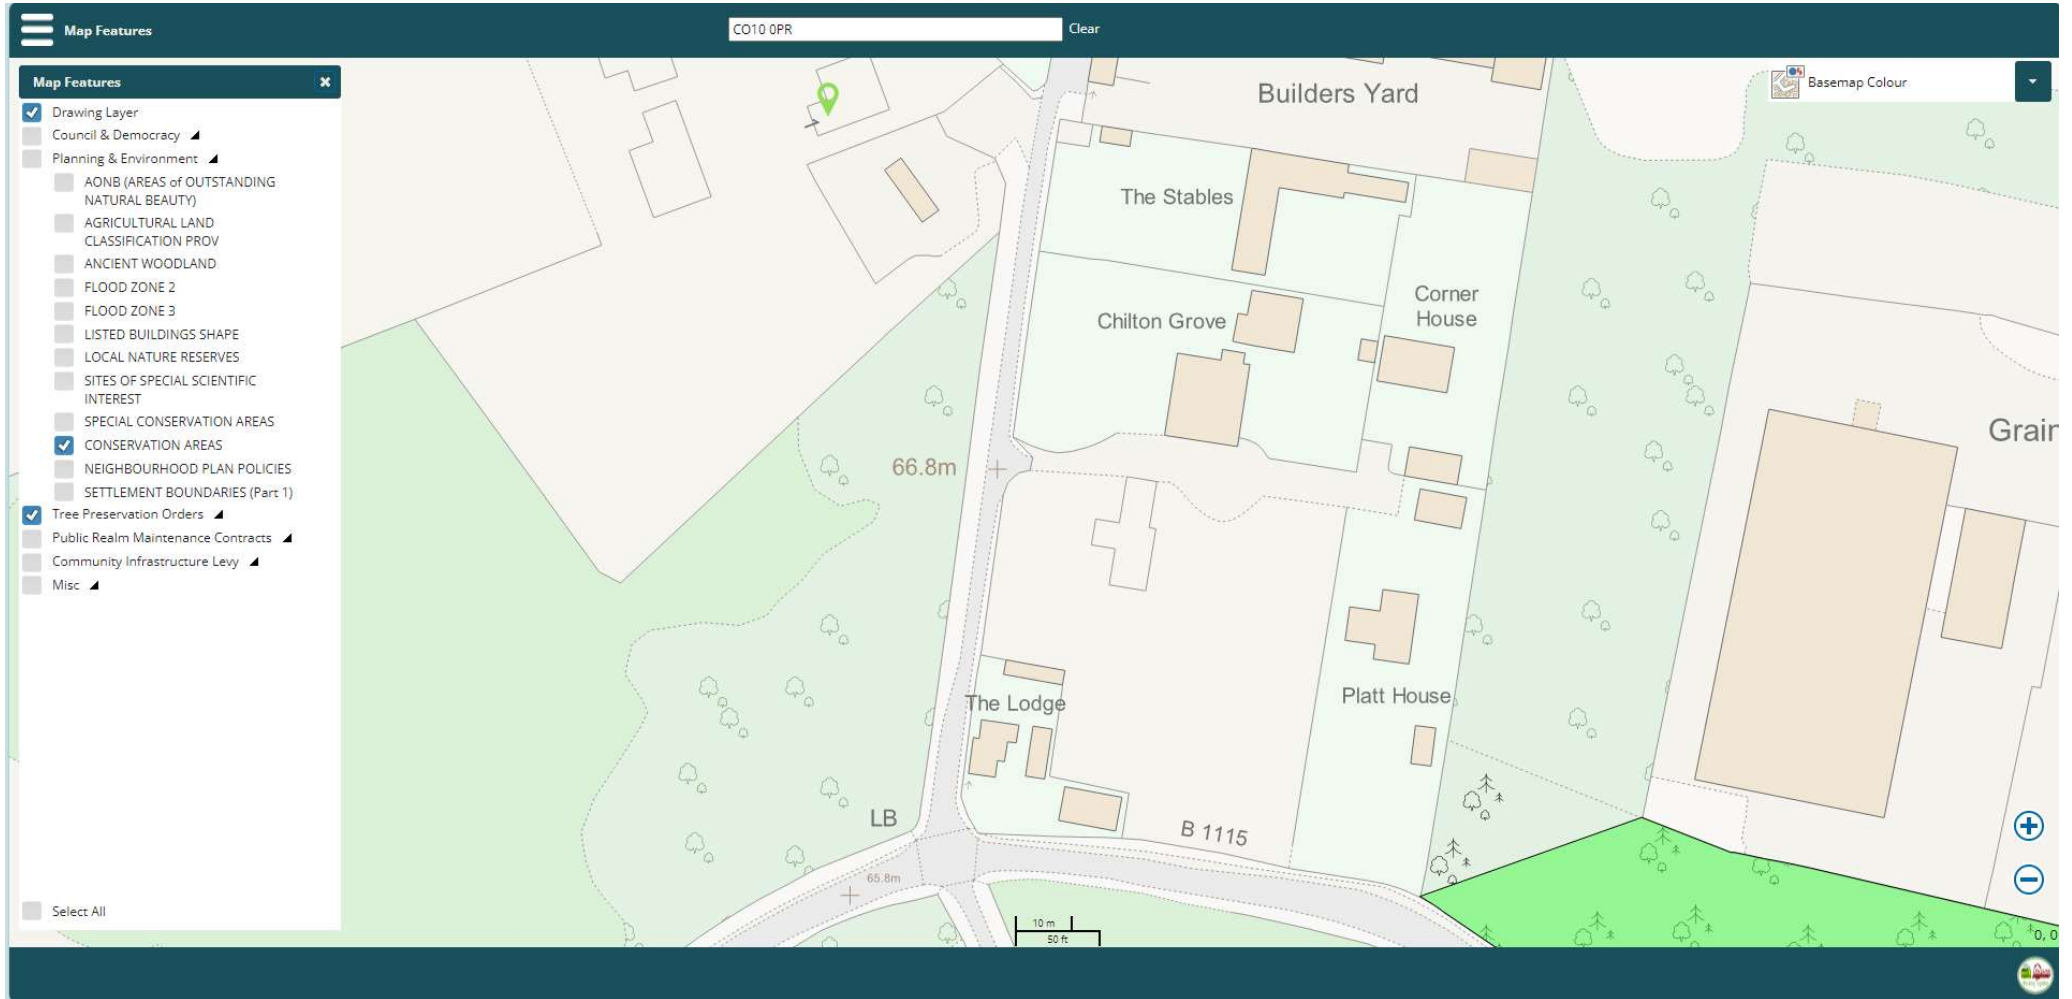 Map Features
CO10 0PR
Clear
Map Features
Drawing Layer
Council & Democracy
Planning & Environment
AONB (AREAS of OUTSTANDING
NATURAL BEAUTY)
AGRICULTURAL LAND
CLASSIFICATION PROV
ANCIENT WOODLAND
FLOOD ZONE 2
FLOOD ZONE 3
LISTED BUILDINGS SHAPE
LOCAL NATURE RESERVES
SITES OF SPECIAL SCIENTIFIC
INTEREST
SPECIAL CONSERVATION AREAS
CONSERVATION AREAS
NEIGHBOURHOOD PLAN POLICIES
SETTLEMENT BOUNDARIES (Part 1)
Tree Preservation Orders
Public Realm Maintenance Contracts
Community Infrastructure Levy
Misc
Select All
Basemap Colour
Builders Yard
The Stables
Chilton Grove
Corner
House
Grain
66.8m
The Lodge
Platt House
LB
B 1115
65.8m
10 m
50 ft
0, 0